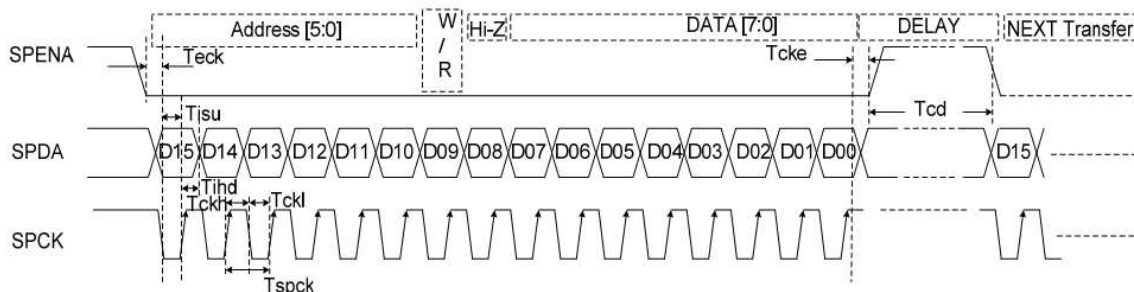 Address [5:0]
W / R
Hi-Z
DATA [7:0]
DELAY
NEXT Transfer
SPENA
Teck
Tcke
Tcd
Tisu
SPDA
D15 D14 D13 D12 D11 D10 D09 D08 D07 D06 D05 D04 D03 D02 D01 D00 D15
Tihd
Tckh
Tckl
SPCK
Tspck